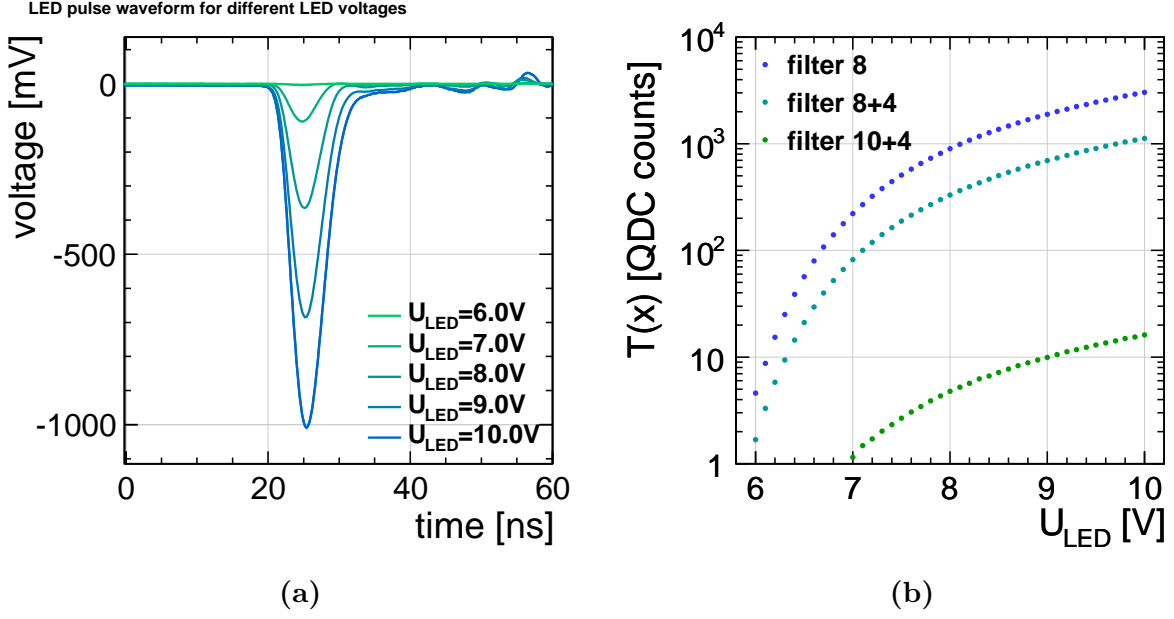 LED pulse waveform for different LED voltages
voltage [mV]
0
-500
-1000
0 20 40 60
time [ns]
U_LED=6.0V
U_LED=7.0V
U_LED=8.0V
U_LED=9.0V
U_LED=10.0V
(a)
T(x) [QDC counts]
10^4
10^3
10^2
10
1
6 7 8 9 10
U_LED [V]
filter 8
filter 8+4
filter 10+4
(b)